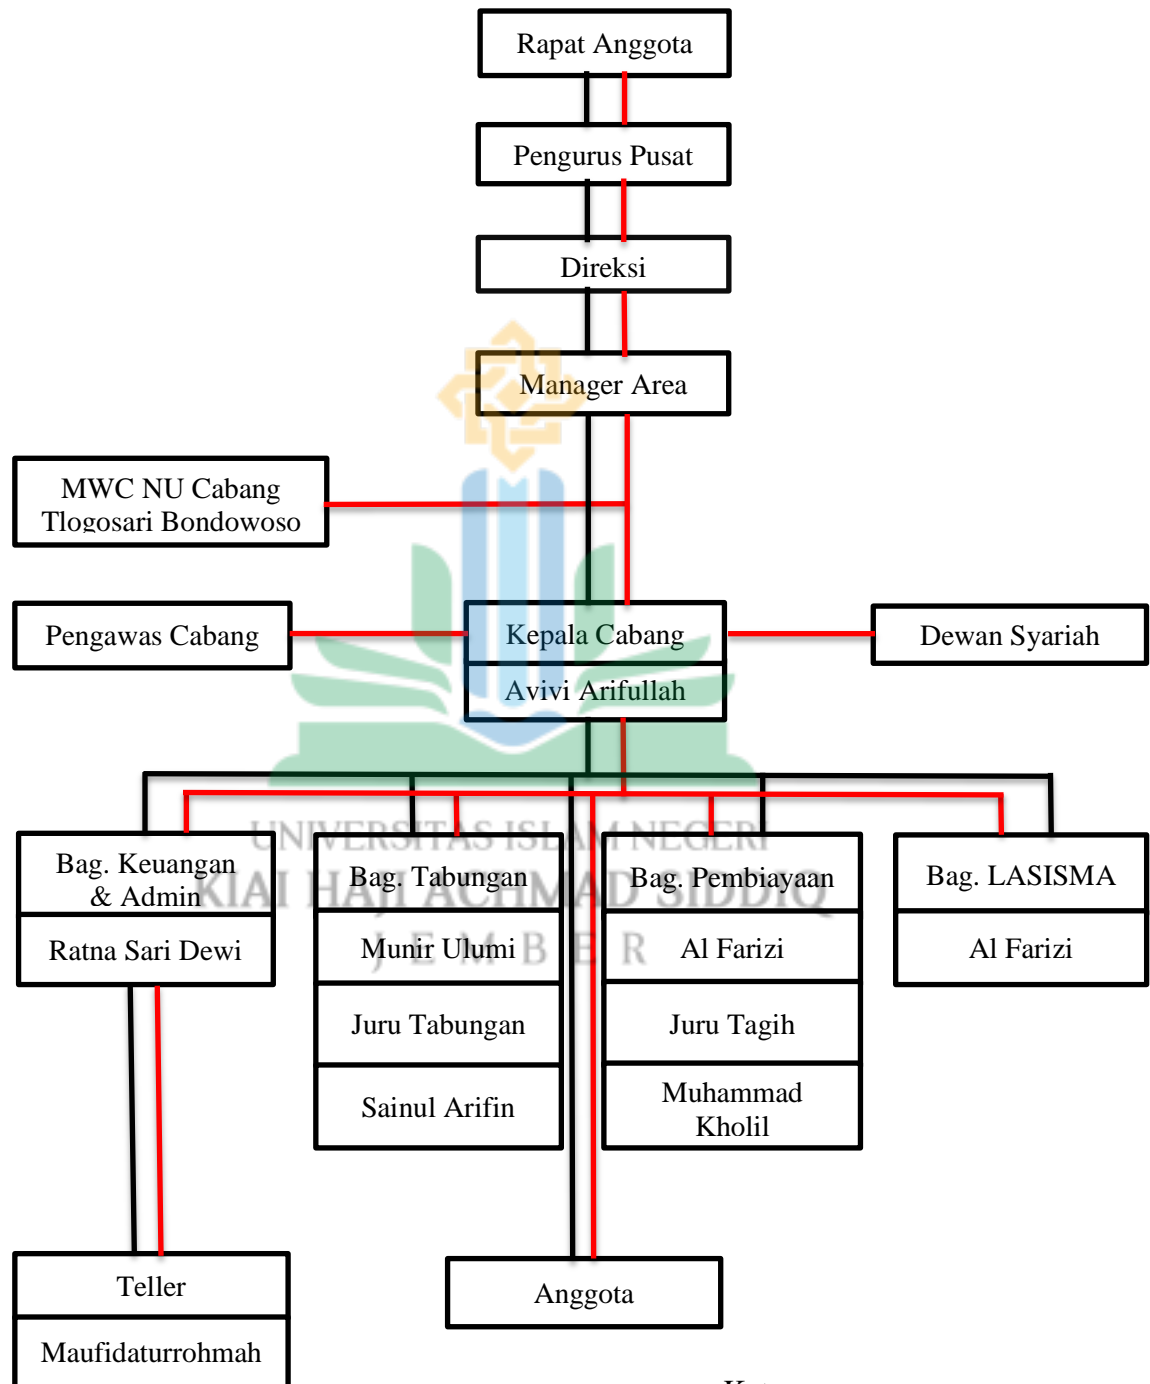 Rapat Anggota
Pengurus Pusat
Direksi
Manager Area
MWC NU Cabang
Tlogosari Bondowoso
Pengawas Cabang
Kepala Cabang
Avivi Arifullah
Dewan Syariah
Bag. Keuangan
& Admin
Ratna Sari Dewi
Bag. Tabungan
Munir Ulumi
Juru Tabungan
Sainul Arifin
Bag. Pembiayaan
Al Farizi
Juru Tagih
Muhammad
Kholil
Bag. LASISMA
Al Farizi
UNIVERSITAS ISLAM NEGERI
KIAI HAJI ACHMAD SIDDIQ
JEMBER
Teller
Maufidaturrohmah
Anggota